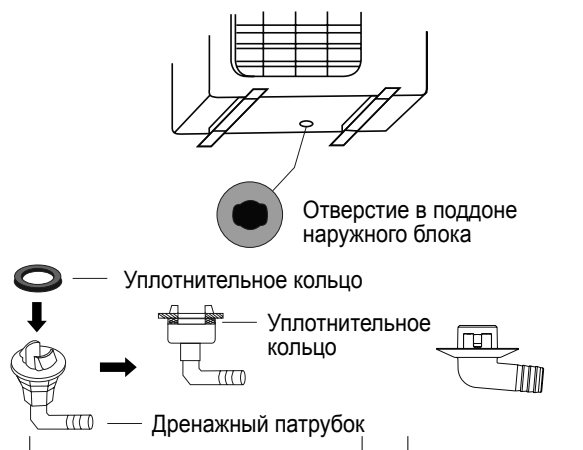 Отверстие в поддоне
наружного блока
Уплотнительное кольцо
Уплотнительное
кольцо
Дренажный патрубок